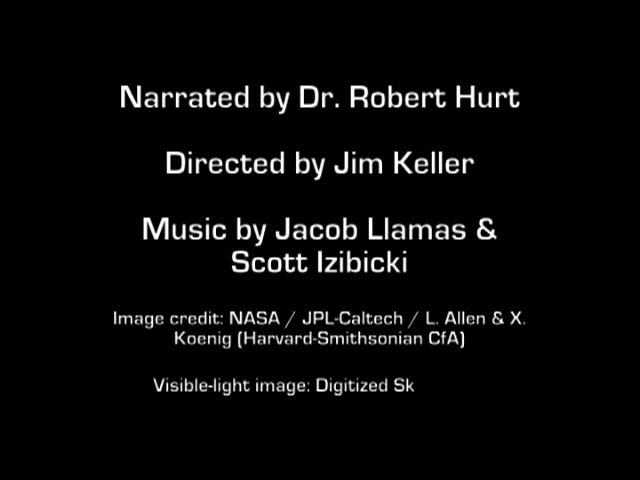 Narrated by Dr. Robert Hurt
Directed by Jim Keller
Music by Jacob Llamas &
Scott Izibicki
Image credit: NASA / JPL-Caltech / L. Allen & X.
Koenig (Harvard-Smithsonian CfA)
Visible-light image: Digitized Sk